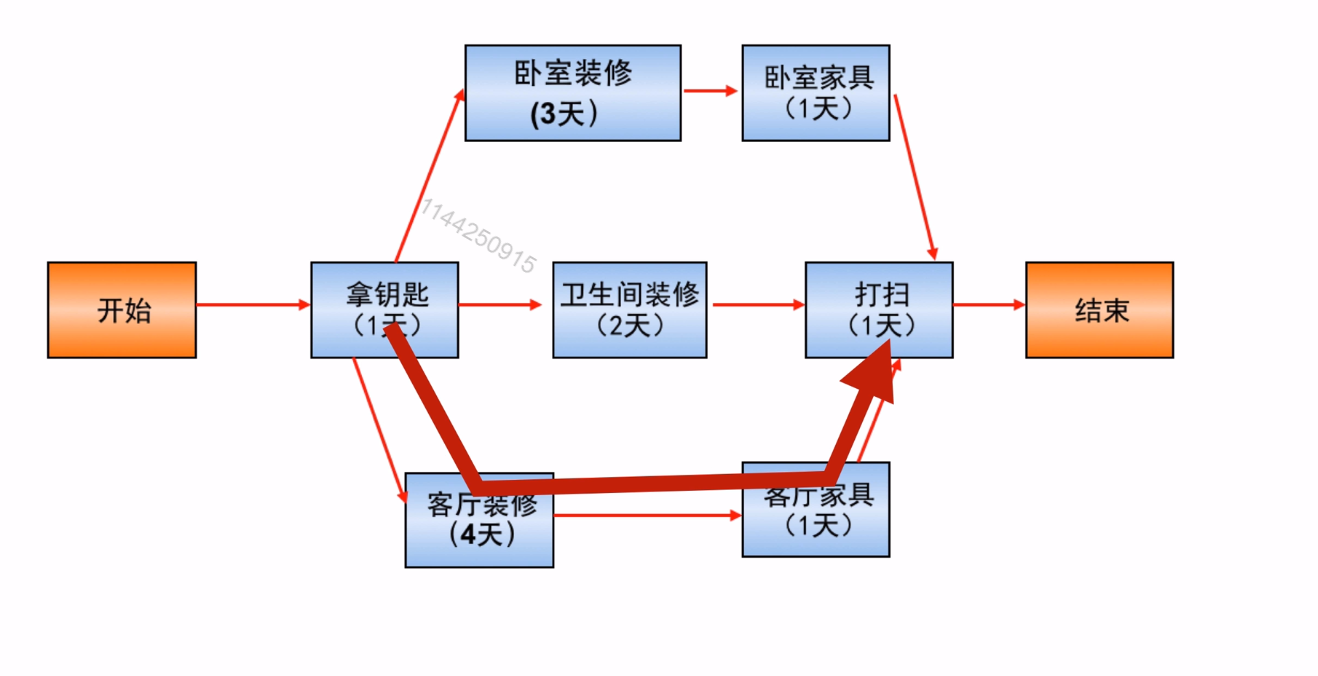 卧室装修
(3天）
卧室家具
（1天）
1144250915
开始
拿钥匙
（1天）
卫生间装修
（2天）
打扫
（1天）
结束
客厅装修
（4天）
客厅家具
（1天）